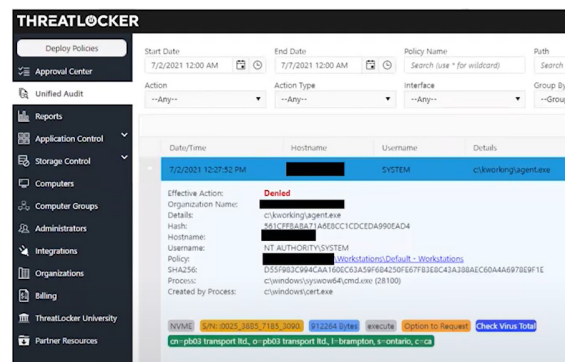 THREATLOCKER
Deploy Policies
Approval Center
Unified Audit
Reports
Application Control
Storage Control
Computers
Computer Groups
Administrators
Integrations
Organizations
Billing
ThreatLocker University
Partner Resources
Start Date End Date Policy Name Path
7/2/2021 12:00 AM 7/7/2021 12:00 AM Search (use * for wildcard) Search
Action Action Type Interface Group By
--Any-- --Any-- --Any-- --Group
Date/Time Hostname Username Details
7/2/2021 12:27:52 PM SYSTEM c:\kworking\agent.exe
Effective Action: Denied
Organization Name:
Details: c:\kworking\agent.exe
Hash: 561CFFBABA71A6E8CC1CDCEDA990EAD4
Hostname:
Username: NT AUTHORITY\SYSTEM
Policy: \Workstations\Default - Workstations
SHA256: D55F983C994CAA160EC63A59F6B4250FE67FB3E8C43A388AEC60A4A6978E9F1E
Process: c:\windows\syswow64\cmd.exe (28100)
Created by Process: c:\windows\cert.exe
NVME S/N: :0025_3885_7185_3090. 912264 Bytes execute Option to Request Check Virus Total
cn=pb03 transport ltd., o=pb03 transport ltd., l=brampton, s=ontario, c=ca